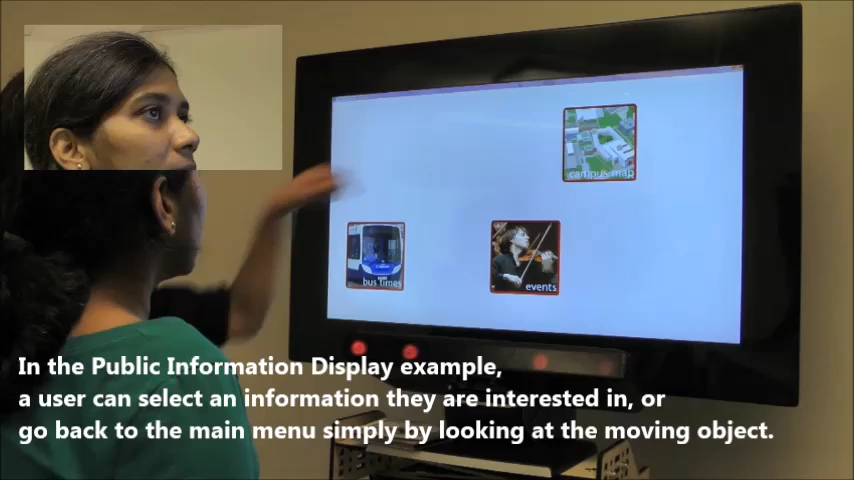 campus map
bus times
events
In the Public Information Display example,
a user can select an information they are interested in, or
go back to the main menu simply by looking at the moving object.